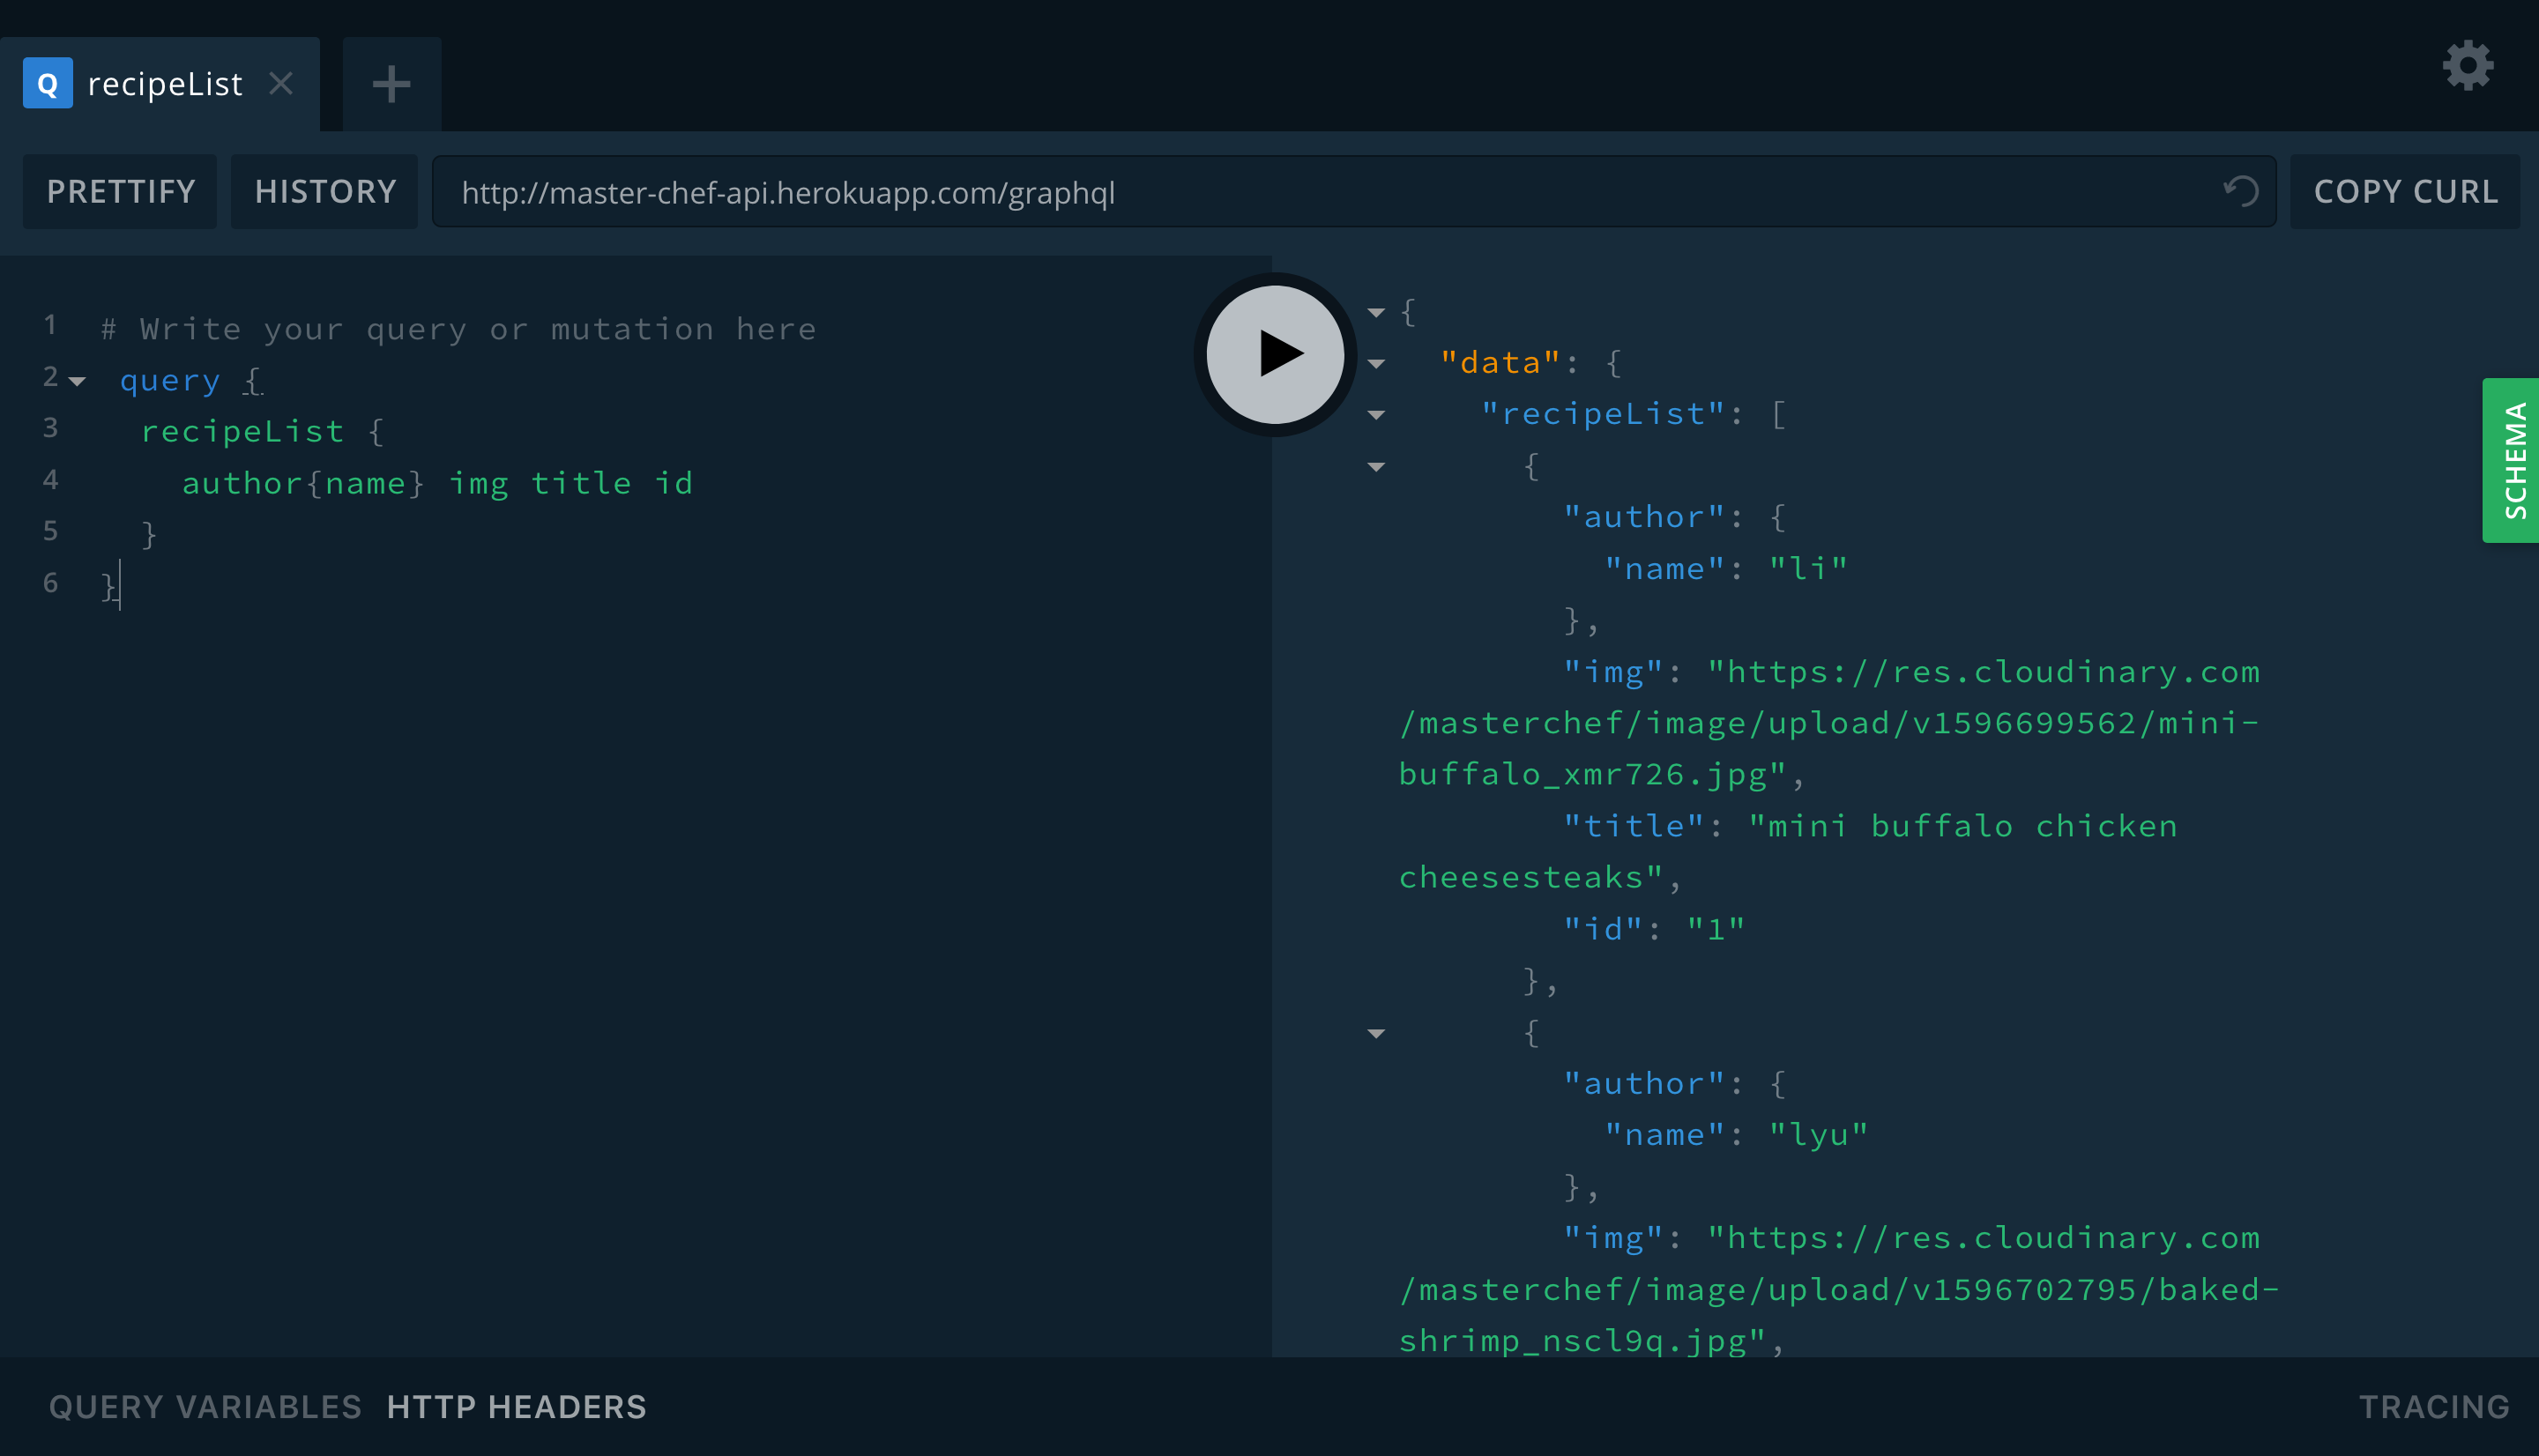 Q recipeList
PRETTIFY HISTORY http://master-chef-api.herokuapp.com/graphql COPY CURL
1 # Write your query or mutation here
2 query {
3 recipeList {
4 author{name} img title id
5 }
6 }
{
"data": {
"recipeList": [
{
"author": {
"name": "li"
},
"img": "https://res.cloudinary.com
/masterchef/image/upload/v1596699562/mini-
buffalo_xmr726.jpg",
"title": "mini buffalo chicken
cheesesteaks",
"id": "1"
},
{
"author": {
"name": "lyu"
},
"img": "https://res.cloudinary.com
/masterchef/image/upload/v1596702795/baked-
shrimp_nscl9q.jpg",
SCHEMA
QUERY VARIABLES HTTP HEADERS TRACING